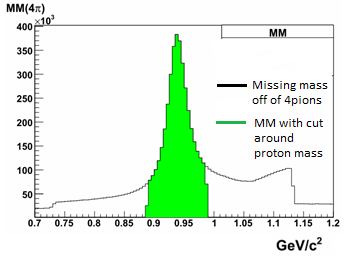 MM(4π)
×10³
MM
400
350
300
250
200
150
100
50
Missing mass
off of 4pions
MM with cut
around
proton mass
0.7 0.75 0.8 0.85 0.9 0.95 1 1.05 1.1 1.15 1.2
GeV/c²